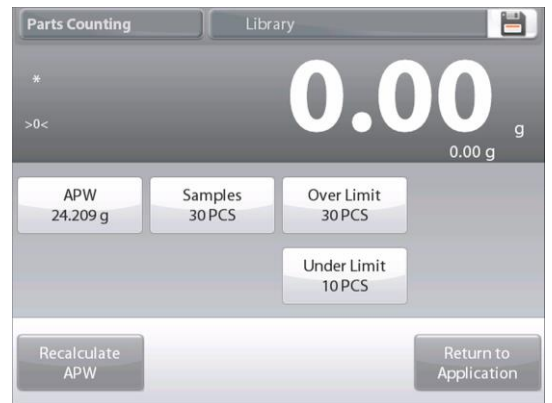 Parts Counting
Library
*
0.00
>0<
g
0.00 g
APW
24.209 g
Samples
30 PCS
Over Limit
30 PCS
Under Limit
10 PCS
Recalculate
APW
Return to
Application